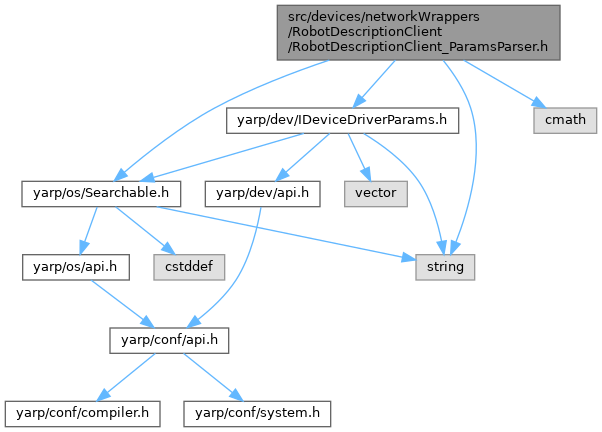 src/devices/networkWrappers
/RobotDescriptionClient
/RobotDescriptionClient_ParamsParser.h
yarp/dev/IDeviceDriverParams.h
cmath
yarp/os/Searchable.h
yarp/dev/api.h
vector
yarp/os/api.h
cstddef
string
yarp/conf/api.h
yarp/conf/compiler.h
yarp/conf/system.h